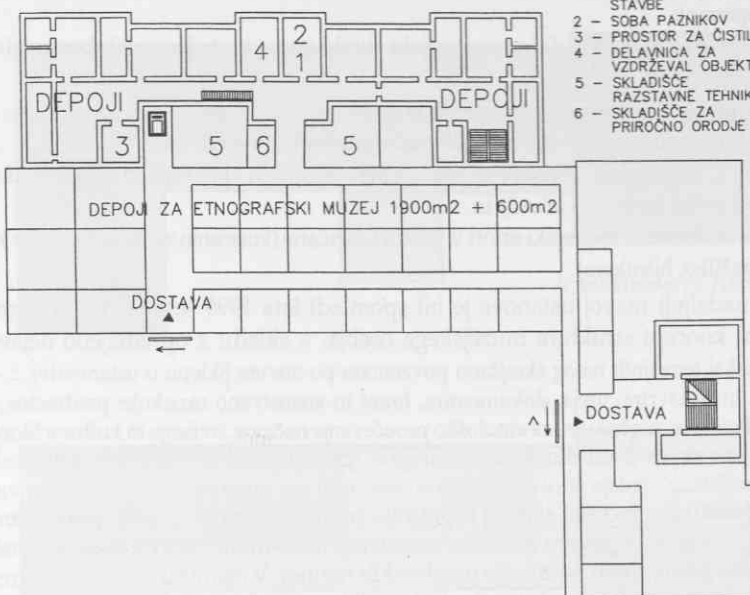 STAVBE
2 – SOBA PAZNIKOV
3 – PROSTOR ZA ČISTIL
4 – DELAVNICA ZA
VZDRŽEVAL OBJEKT
5 – SKLADIŠČE
RAZSTAVNE TEHNIK
6 – SKLADIŠČE ZA
PRIROČNO ORODJE
4
2
1
DEPOJI
DEPOJI
3
5
6
5
DEPOJI ZA ETNOGRAFSKI MUZEJ 1900m2 + 600m2
DOSTAVA
DOSTAVA